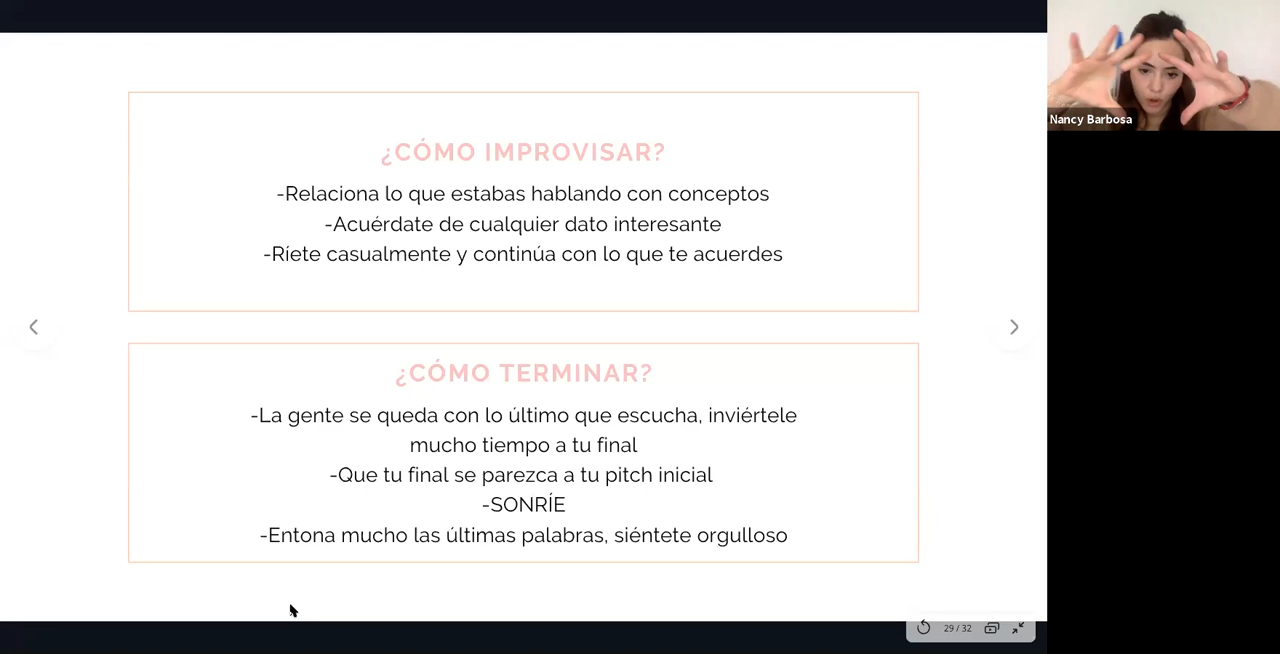 ¿CÓMO IMPROVISAR?
-Relaciona lo que estabas hablando con conceptos
-Acuérdate de cualquier dato interesante
-Ríete casualmente y continúa con lo que te acuerdes
¿CÓMO TERMINAR?
-La gente se queda con lo último que escucha, inviértele
mucho tiempo a tu final
-Que tu final se parezca a tu pitch inicial
-SONRÍE
-Entona mucho las últimas palabras, siéntete orgulloso
29 / 32
Nancy Barbosa